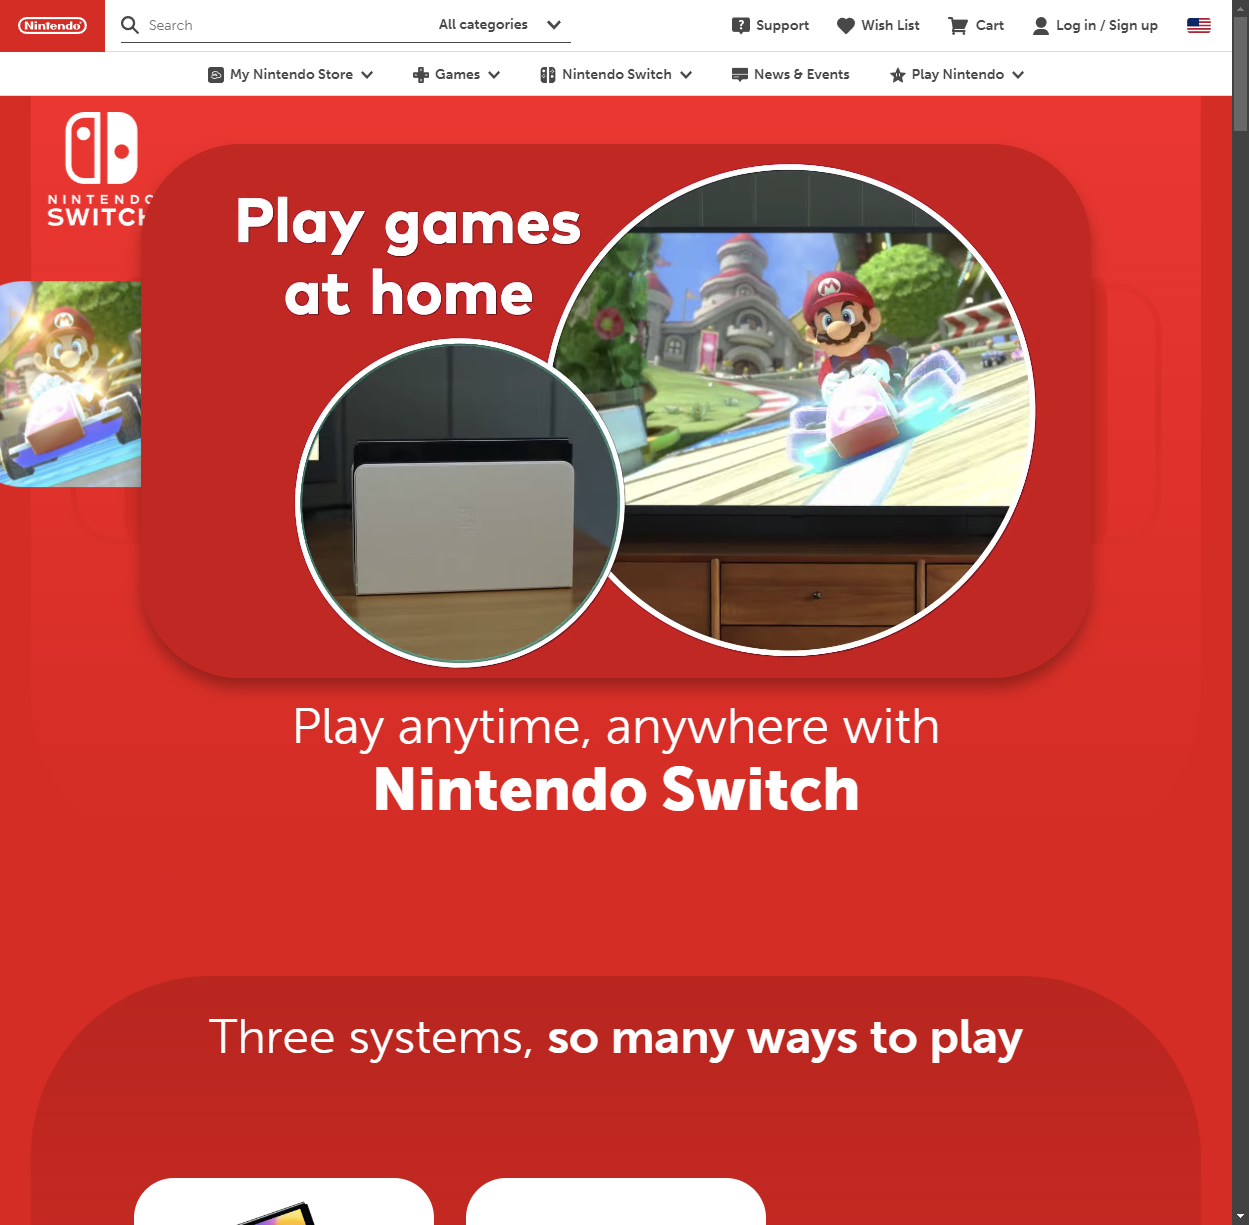 Nintendo
Search
All categories
Support
Wish List
Cart
Log in / Sign up
My Nintendo Store
Games
Nintendo Switch
News & Events
Play Nintendo
NINTENDO
SWITCH
Play games
at home
Play anytime, anywhere with
Nintendo Switch
Three systems, so many ways to play